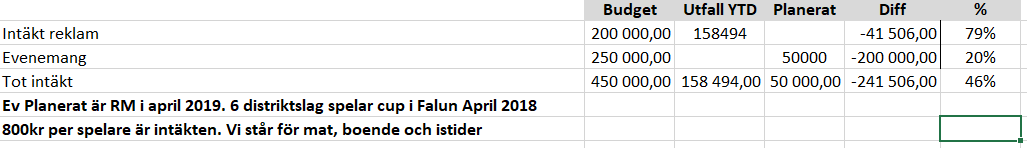 Budget Utfall YTD Planerat Diff %
Intäkt reklam 200 000,00 158494 -41 506,00 79%
Evenemang 250 000,00 50000 -200 000,00 20%
Tot intäkt 450 000,00 158 494,00 50 000,00 -241 506,00 46%
Ev Planerat är RM i april 2019. 6 distriktslag spelar cup i Falun April 2018
800kr per spelare är intäkten. Vi står för mat, boende och istider